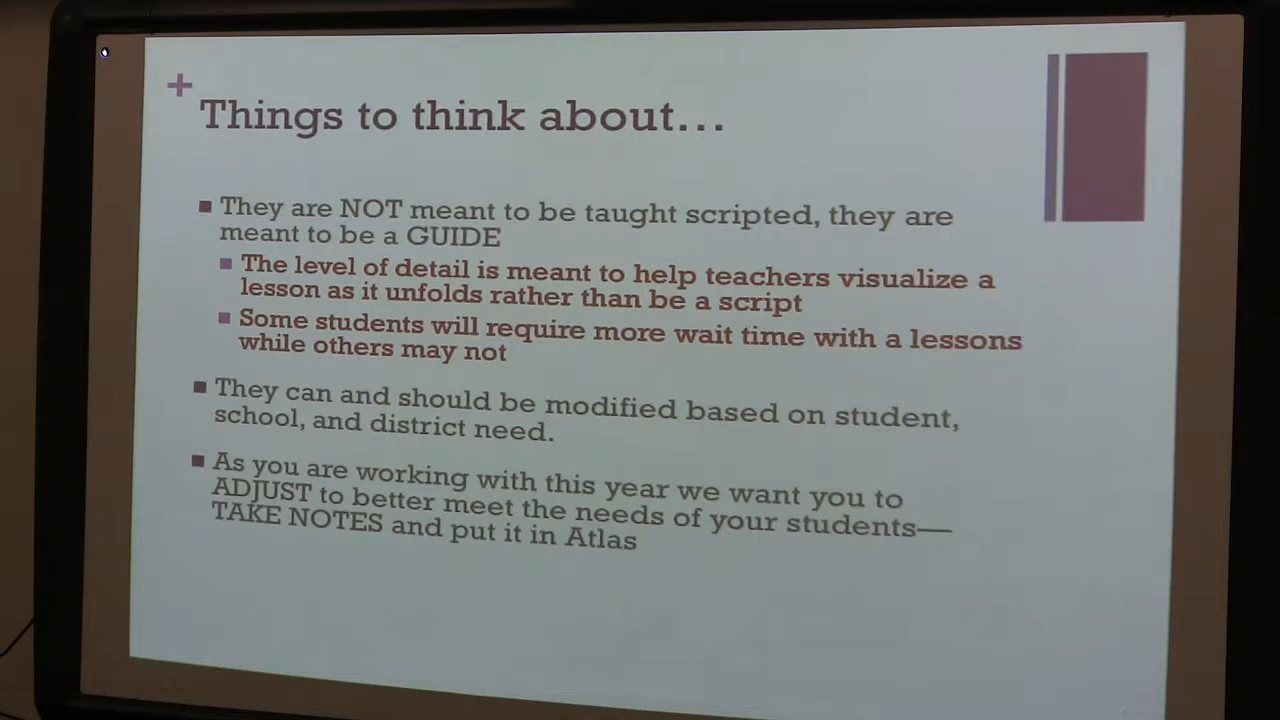 +
Things to think about...
They are NOT meant to be taught scripted, they are
meant to be a GUIDE
The level of detail is meant to help teachers visualize a
lesson as it unfolds rather than be a script
Some students will require more wait time with a lessons
while others may not
They can and should be modified based on student,
school, and district need.
As you are working with this year we want you to
ADJUST to better meet the needs of your students—
TAKE NOTES and put it in Atlas